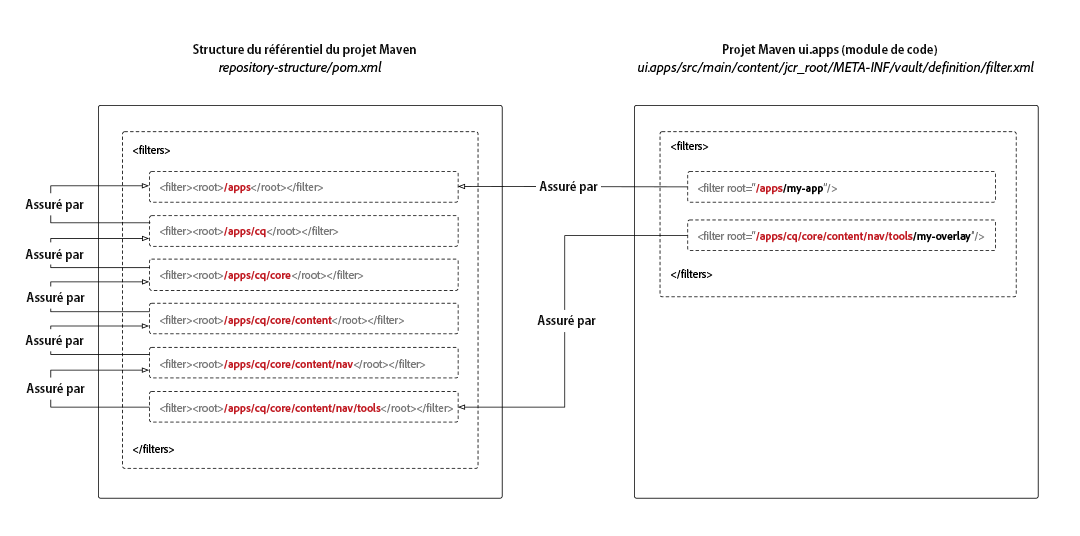 Structure du référentiel du projet Maven
repository-structure/pom.xml
<filters>
<filter><root>/apps</root></filter>
<filter><root>/apps/cq</root></filter>
<filter><root>/apps/cq/core</root></filter>
<filter><root>/apps/cq/core/content</root></filter>
<filter><root>/apps/cq/core/content/nav</root></filter>
<filter><root>/apps/cq/core/content/nav/tools</root></filter>
</filters>
Assuré par
Assuré par
Assuré par
Assuré par
Assuré par
Assuré par
Assuré par
Projet Maven ui.apps (module de code)
ui.apps/src/main/content/jcr_root/META-INF/vault/definition/filter.xml
<filters>
<filter root="/apps/my-app"/>
<filter root="/apps/cq/core/content/nav/tools/my-overlay"/>
</filters>